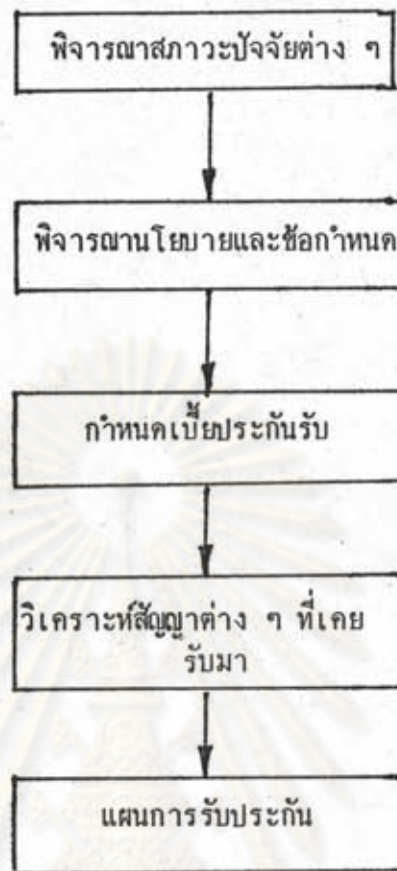 พิจารณาสภาวะปัจจัยต่าง ๆ
พิจารณานโยบายและข้อกำหนด
กำหนดเบี้ยประกันรับ
วิเคราะห์สัญญาต่าง ๆ ที่เคย
รับมา
แผนการรับประกัน